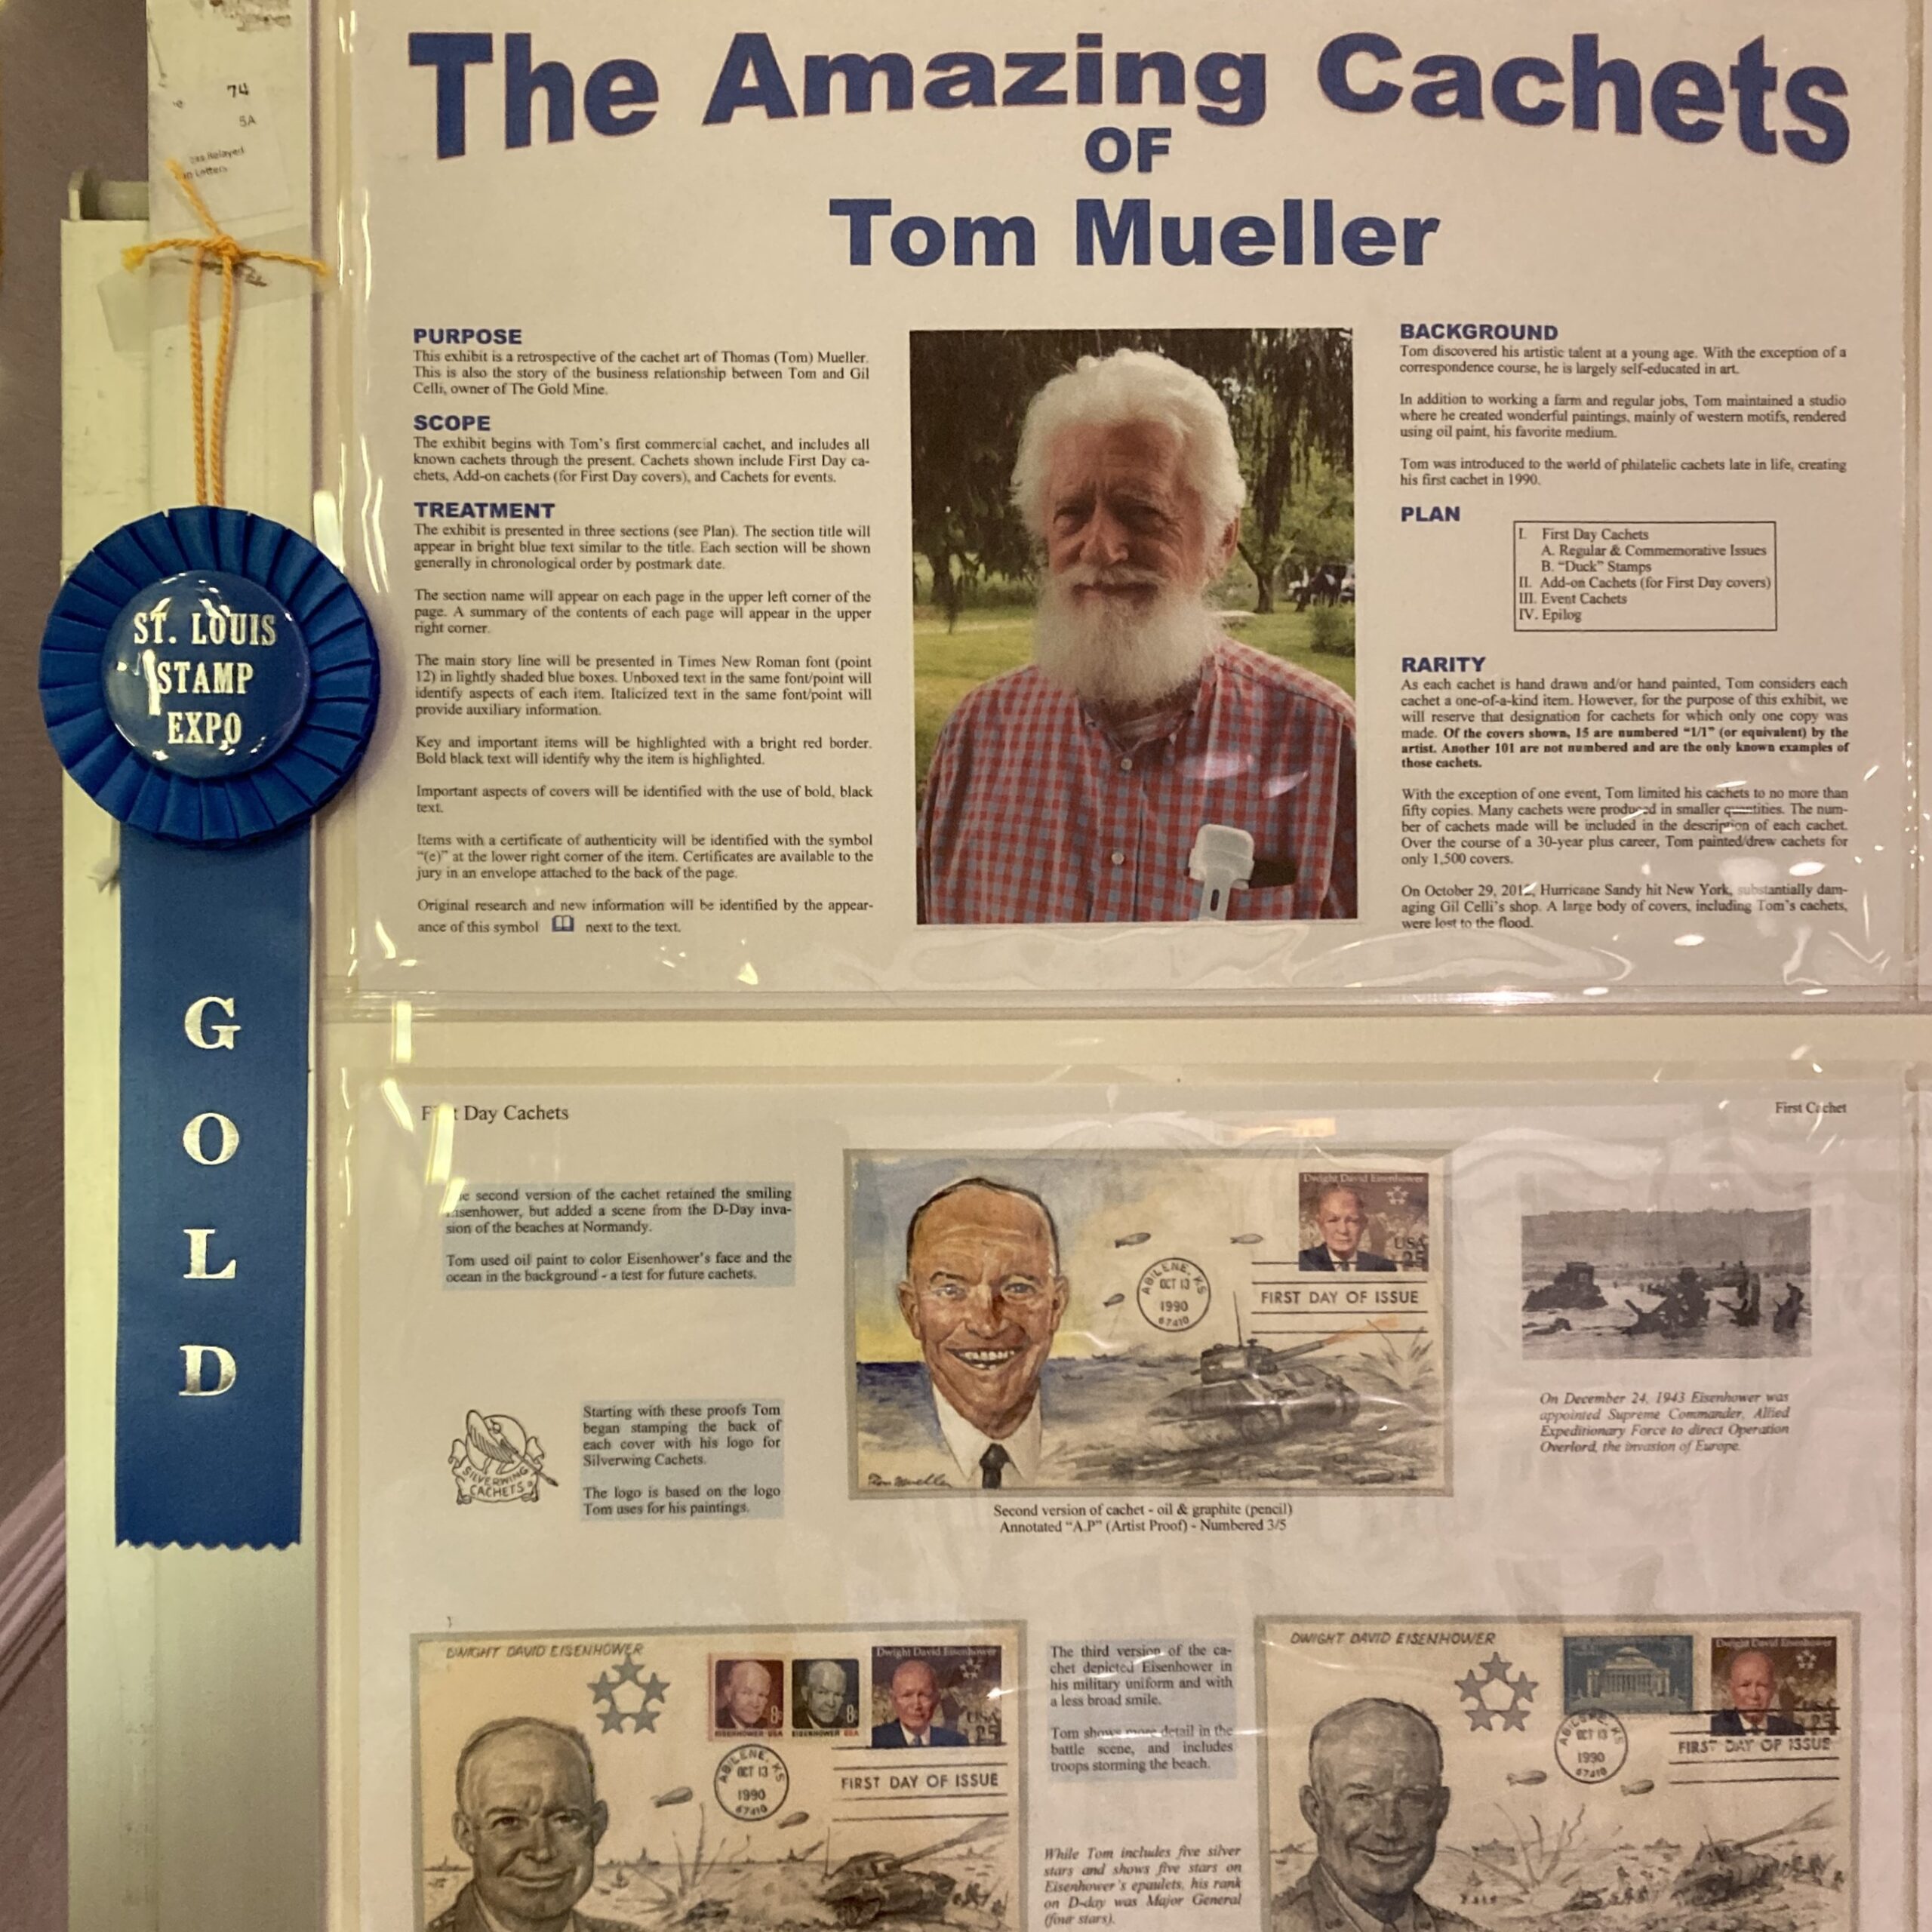 74
5A
Relayed
Letters
The Amazing Cachets
OF
Tom Mueller
PURPOSE
This exhibit is a retrospective of the cachet art of Thomas (Tom) Mueller.
This is also the story of the business relationship between Tom and Gil
Celli, owner of The Gold Mine.
SCOPE
The exhibit begins with Tom's first commercial cachet, and includes all
known cachets through the present. Cachets shown include First Day ca-
chets, Add-on cachets (for First Day covers), and Cachets for events.
TREATMENT
The exhibit is presented in three sections (see Plan). The section title will
appear in bright blue text similar to the title. Each section will be shown
generally in chronological order by postmark date.
The section name will appear on each page in the upper left corner of the
page. A summary of the contents of each page will appear in the upper
right corner.
The main story line will be presented in Times New Roman font (point
12) in lightly shaded blue boxes. Unboxed text in the same font/point will
identify aspects of each item. Italicized text in the same font/point will
provide auxiliary information.
Key and important items will be highlighted with a bright red border.
Bold black text will identify why the item is highlighted.
Important aspects of covers will be identified with the use of bold, black
text.
Items with a certificate of authenticity will be identified with the symbol
"(c)" at the lower right corner of the item. Certificates are available to the
jury in an envelope attached to the back of the page.
Original research and new information will be identified by the appear-
ance of this symbol next to the text.
BACKGROUND
Tom discovered his artistic talent at a young age. With the exception of a
correspondence course, he is largely self-educated in art.
In addition to working a farm and regular jobs, Tom maintained a studio
where he created wonderful paintings, mainly of western motifs, rendered
using oil paint, his favorite medium.
Tom was introduced to the world of philatelic cachets late in life, creating
his first cachet in 1990.
PLAN
I. First Day Cachets
A. Regular & Commemorative Issues
B. "Duck" Stamps
II. Add-on Cachets (for First Day covers)
III. Event Cachets
IV. Epilog
RARITY
As each cachet is hand drawn and/or hand painted, Tom considers each
cachet a one-of-a-kind item. However, for the purpose of this exhibit, we
will reserve that designation for cachets for which only one copy was
made. Of the covers shown, 15 are numbered "1/1" (or equivalent) by the
artist. Another 101 are not numbered and are the only known examples of
those cachets.
With the exception of one event, Tom limited his cachets to no more than
fifty copies. Many cachets were produced in smaller quantities. The num-
ber of cachets made will be included in the description of each cachet.
Over the course of a 30-year plus career, Tom painted/drew cachets for
only 1,500 covers.
On October 29, 2012, Hurricane Sandy hit New York, substantially dam-
aging Gil Celli's shop. A large body of covers, including Tom's cachets,
were lost to the flood.
ST. LOUIS
STAMP
EXPO
GOLD
First Day Cachets
First Cachet
The second version of the cachet retained the smiling
Eisenhower, but added a scene from the D-Day inva-
sion of the beaches at Normandy.
Tom used oil paint to color Eisenhower's face and the
ocean in the background - a test for future cachets.
SILVERWING
CACHETS
Starting with these proofs Tom
began stamping the back of
each cover with his logo for
Silverwing Cachets.
The logo is based on the logo
Tom uses for his paintings.
Dwight David Eisenhower
USA
25
ABILENE, KS
OCT 13
1990
67410
FIRST DAY OF ISSUE
Tom Mueller
Second version of cachet - oil & graphite (pencil)
Annotated "A.P" (Artist Proof) - Numbered 3/5
On December 24, 1943 Eisenhower was
appointed Supreme Commander, Allied
Expeditionary Force to direct Operation
Overlord, the invasion of Europe.
DWIGHT DAVID EISENHOWER
8c
EISENHOWER USA
8c
EISENHOWER USA
Dwight David Eisenhower
USA
25
ABILENE, KS
OCT 13
1990
67410
FIRST DAY OF ISSUE
The third version of the ca-
chet depicted Eisenhower in
his military uniform and with
a less broad smile.
Tom shows more detail in the
battle scene, and includes
troops storming the beach.
While Tom includes five silver
stars and shows five stars on
Eisenhower's epaulets, his rank
on D-day was Major General
(four stars).
DWIGHT DAVID EISENHOWER
Dwight David Eisenhower
USA
25
ABILENE, KS
OCT 13
1990
67410
FIRST DAY OF ISSUE